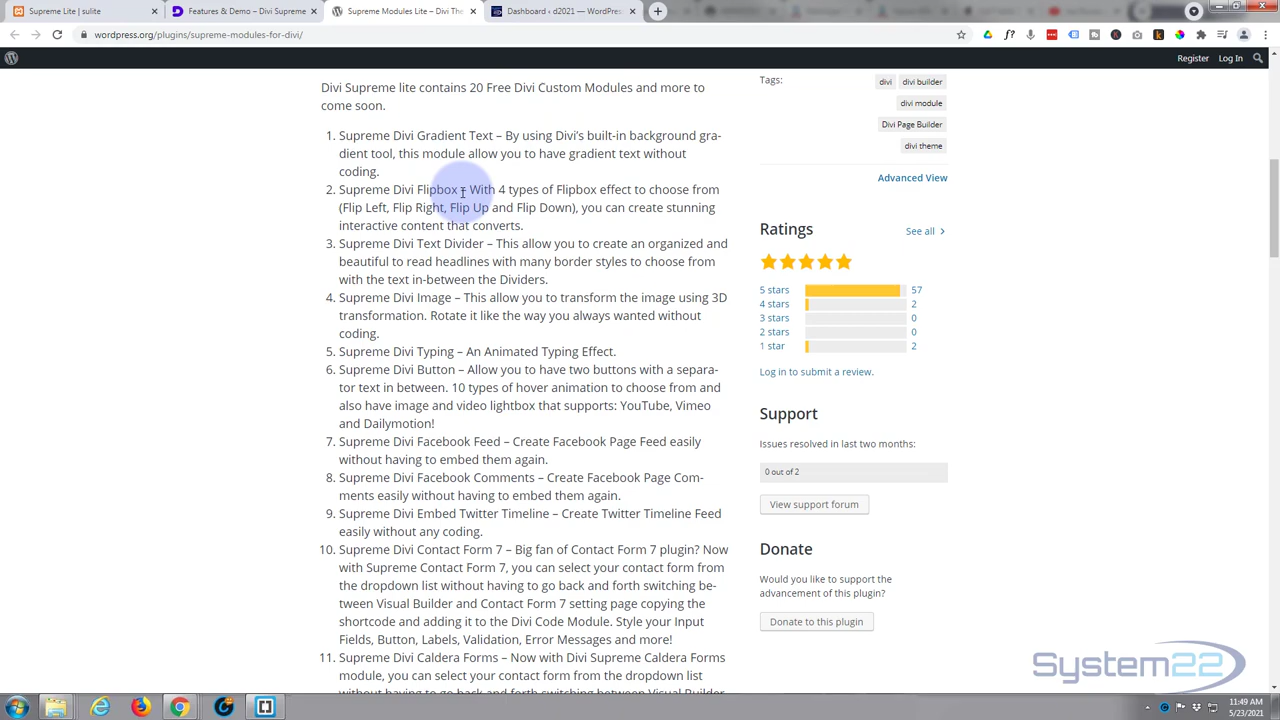 Supreme Lite | sulite
Features & Demo – Divi Supreme
Supreme Modules Lite – Divi The
Dashboard ‹ d2021 — WordPress
wordpress.org/plugins/supreme-modules-for-divi/
Register
Log In
Divi Supreme lite contains 20 Free Divi Custom Modules and more to
come soon.
1. Supreme Divi Gradient Text – By using Divi's built-in background gra-
dient tool, this module allow you to have gradient text without
coding.
2. Supreme Divi Flipbox – With 4 types of Flipbox effect to choose from
(Flip Left, Flip Right, Flip Up and Flip Down), you can create stunning
interactive content that converts.
3. Supreme Divi Text Divider – This allow you to create an organized and
beautiful to read headlines with many border styles to choose from
with the text in-between the Dividers.
4. Supreme Divi Image – This allow you to transform the image using 3D
transformation. Rotate it like the way you always wanted without
coding.
5. Supreme Divi Typing – An Animated Typing Effect.
6. Supreme Divi Button – Allow you to have two buttons with a separa-
tor text in between. 10 types of hover animation to choose from and
also have image and video lightbox that supports: YouTube, Vimeo
and Dailymotion!
7. Supreme Divi Facebook Feed – Create Facebook Page Feed easily
without having to embed them again.
8. Supreme Divi Facebook Comments – Create Facebook Page Com-
ments easily without having to embed them again.
9. Supreme Divi Embed Twitter Timeline – Create Twitter Timeline Feed
easily without any coding.
10. Supreme Divi Contact Form 7 – Big fan of Contact Form 7 plugin? Now
with Supreme Contact Form 7, you can select your contact form from
the dropdown list without having to go back and forth switching be-
tween Visual Builder and Contact Form 7 setting page copying the
shortcode and adding it to the Divi Code Module. Style your Input
Fields, Button, Labels, Validation, Error Messages and more!
11. Supreme Divi Caldera Forms – Now with Divi Supreme Caldera Forms
module, you can select your contact form from the dropdown list
without having to go back and forth switching between Visual Builder
Tags:
divi
divi builder
divi module
Divi Page Builder
divi theme
Advanced View
Ratings
See all
5 stars 57
4 stars 2
3 stars 0
2 stars 0
1 star 2
Log in to submit a review.
Support
Issues resolved in last two months:
0 out of 2
View support forum
Donate
Would you like to support the
advancement of this plugin?
Donate to this plugin
System22
11:49 AM
5/23/2021